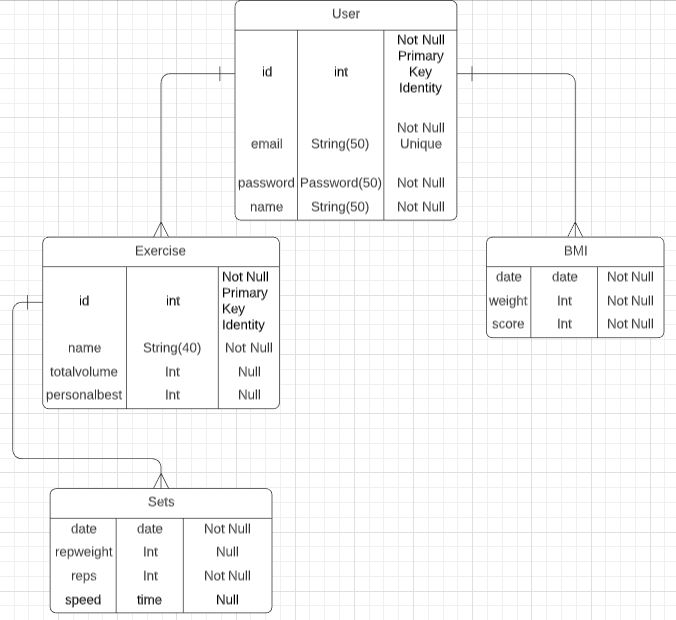 User
id int Not Null Primary Key Identity
email String(50) Not Null Unique
password Password(50) Not Null
name String(50) Not Null
Exercise
id int Not Null Primary Key Identity
name String(40) Not Null
totalvolume Int Null
personalbest Int Null
BMI
date date Not Null
weight Int Not Null
score Int Not Null
Sets
date date Not Null
repweight Int Null
reps Int Not Null
speed time Null